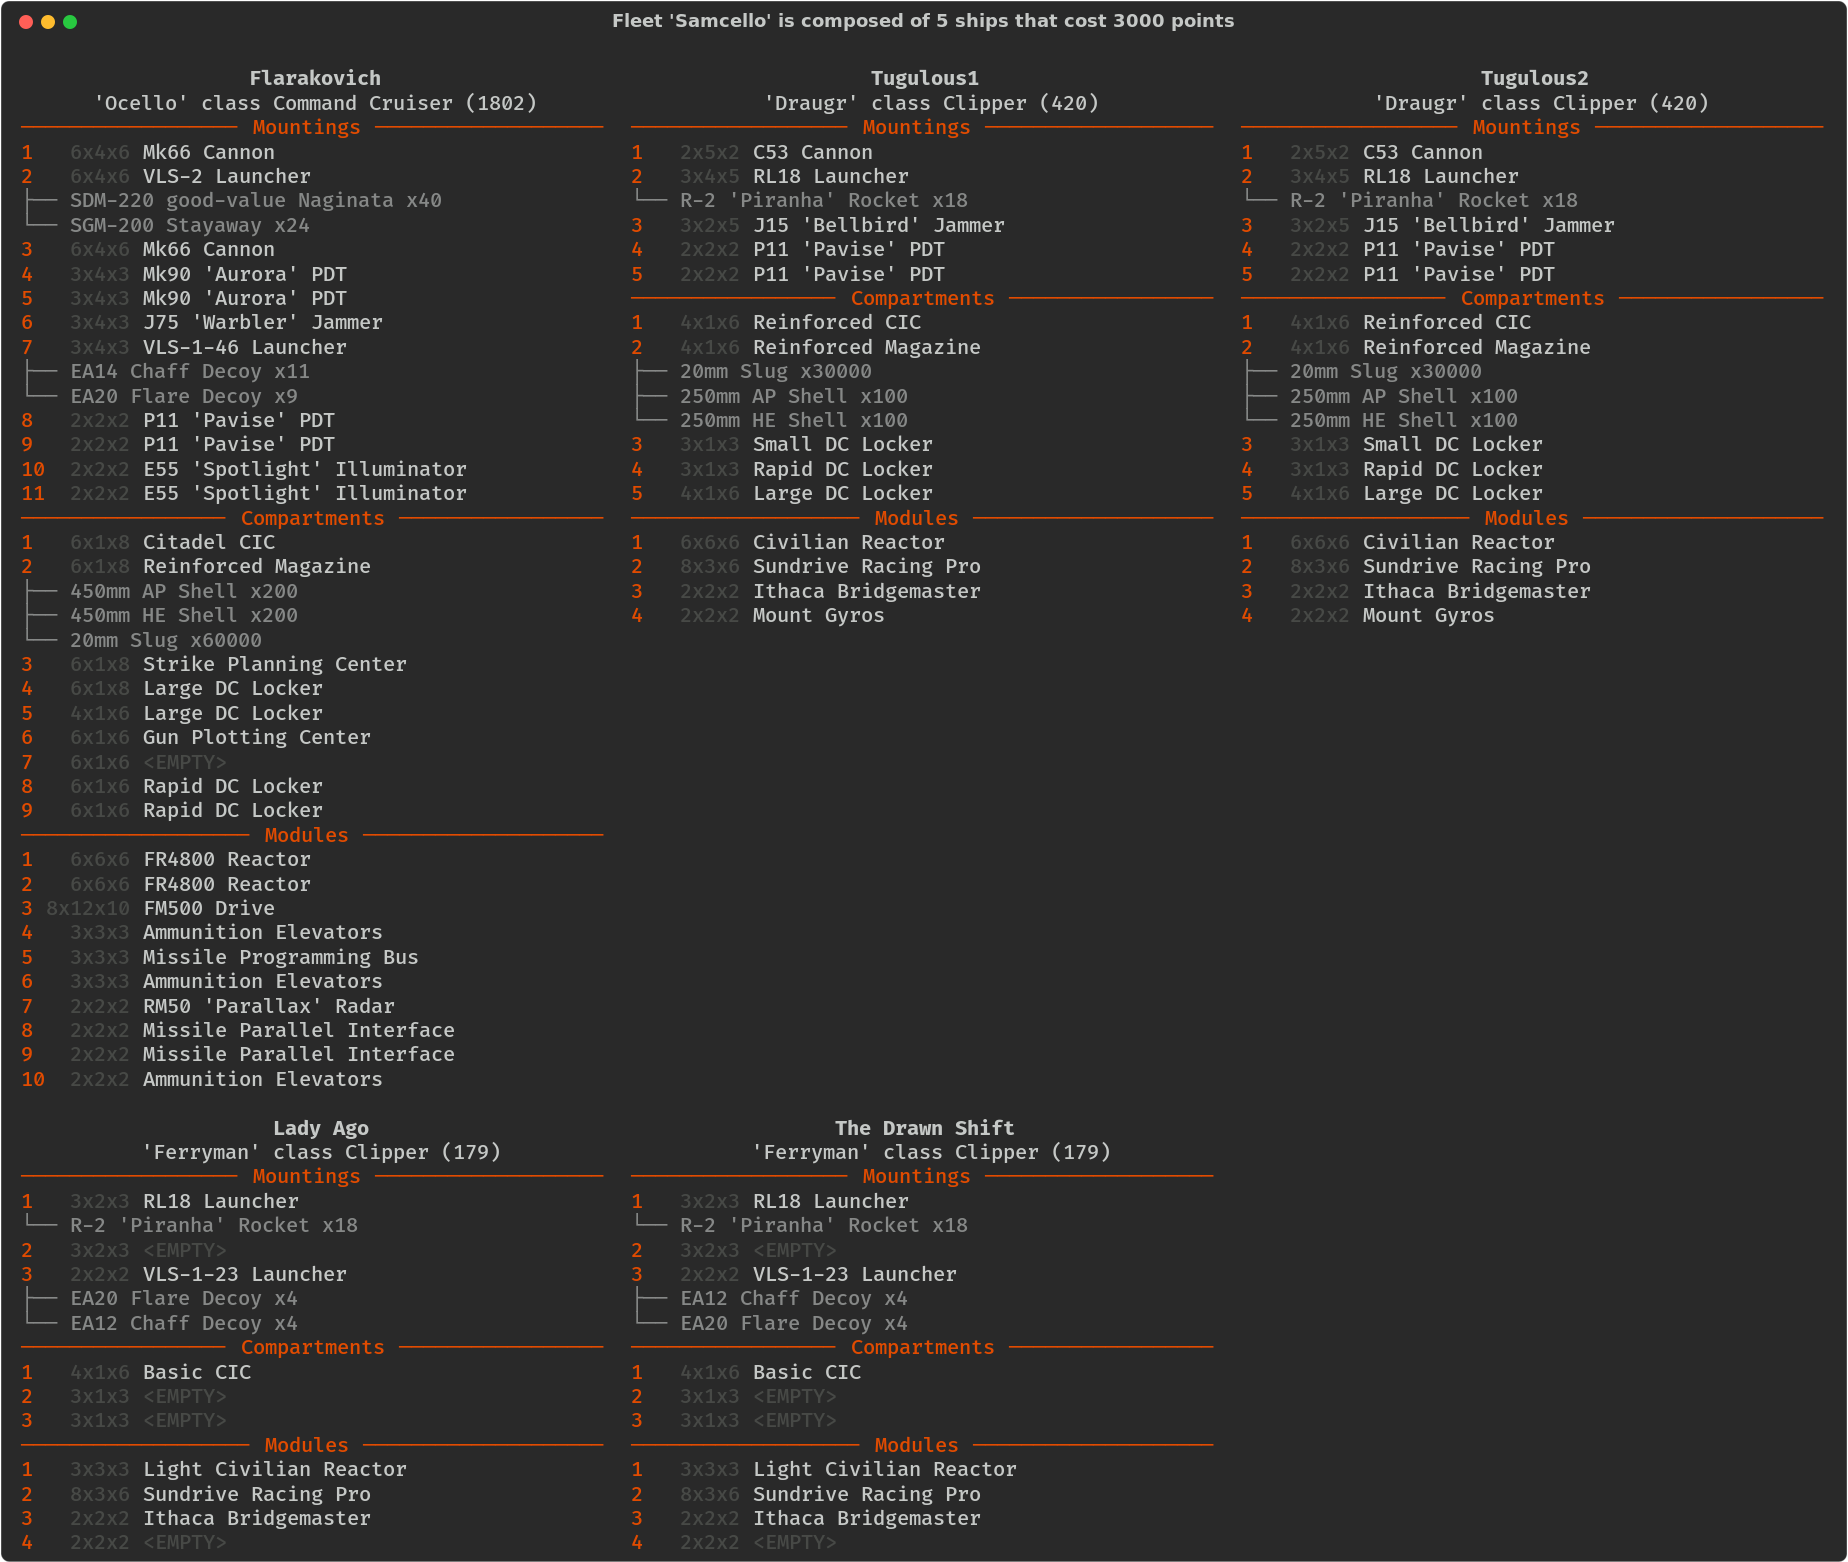 Fleet 'Samcello' is composed of 5 ships that cost 3000 points
Flarakovich
'Ocello' class Command Cruiser (1802)
Mountings
1 6x4x6 Mk66 Cannon
2 6x4x6 VLS-2 Launcher
SDM-220 good-value Naginata x40
SGM-200 Stayaway x24
3 6x4x6 Mk66 Cannon
4 3x4x3 Mk90 'Aurora' PDT
5 3x4x3 Mk90 'Aurora' PDT
6 3x4x3 J75 'Warbler' Jammer
7 3x4x3 VLS-1-46 Launcher
EA14 Chaff Decoy x11
EA20 Flare Decoy x9
8 2x2x2 P11 'Pavise' PDT
9 2x2x2 P11 'Pavise' PDT
10 2x2x2 E55 'Spotlight' Illuminator
11 2x2x2 E55 'Spotlight' Illuminator
Compartments
1 6x1x8 Citadel CIC
2 6x1x8 Reinforced Magazine
450mm AP Shell x200
450mm HE Shell x200
20mm Slug x60000
3 6x1x8 Strike Planning Center
4 6x1x8 Large DC Locker
5 4x1x6 Large DC Locker
6 6x1x6 Gun Plotting Center
7 6x1x6 <EMPTY>
8 6x1x6 Rapid DC Locker
9 6x1x6 Rapid DC Locker
Modules
1 6x6x6 FR4800 Reactor
2 6x6x6 FR4800 Reactor
3 8x12x10 FM500 Drive
4 3x3x3 Ammunition Elevators
5 3x3x3 Missile Programming Bus
6 3x3x3 Ammunition Elevators
7 2x2x2 RM50 'Parallax' Radar
8 2x2x2 Missile Parallel Interface
9 2x2x2 Missile Parallel Interface
10 2x2x2 Ammunition Elevators
Tugulous1
'Draugr' class Clipper (420)
Mountings
1 2x5x2 C53 Cannon
2 3x4x5 RL18 Launcher
R-2 'Piranha' Rocket x18
3 3x2x5 J15 'Bellbird' Jammer
4 2x2x2 P11 'Pavise' PDT
5 2x2x2 P11 'Pavise' PDT
Compartments
1 4x1x6 Reinforced CIC
2 4x1x6 Reinforced Magazine
20mm Slug x30000
250mm AP Shell x100
250mm HE Shell x100
3 3x1x3 Small DC Locker
4 3x1x3 Rapid DC Locker
5 4x1x6 Large DC Locker
Modules
1 6x6x6 Civilian Reactor
2 8x3x6 Sundrive Racing Pro
3 2x2x2 Ithaca Bridgemaster
4 2x2x2 Mount Gyros
Tugulous2
'Draugr' class Clipper (420)
Mountings
1 2x5x2 C53 Cannon
2 3x4x5 RL18 Launcher
R-2 'Piranha' Rocket x18
3 3x2x5 J15 'Bellbird' Jammer
4 2x2x2 P11 'Pavise' PDT
5 2x2x2 P11 'Pavise' PDT
Compartments
1 4x1x6 Reinforced CIC
2 4x1x6 Reinforced Magazine
20mm Slug x30000
250mm AP Shell x100
250mm HE Shell x100
3 3x1x3 Small DC Locker
4 3x1x3 Rapid DC Locker
5 4x1x6 Large DC Locker
Modules
1 6x6x6 Civilian Reactor
2 8x3x6 Sundrive Racing Pro
3 2x2x2 Ithaca Bridgemaster
4 2x2x2 Mount Gyros
Lady Ago
'Ferryman' class Clipper (179)
Mountings
1 3x2x3 RL18 Launcher
R-2 'Piranha' Rocket x18
2 3x2x3 <EMPTY>
3 2x2x2 VLS-1-23 Launcher
EA20 Flare Decoy x4
EA12 Chaff Decoy x4
Compartments
1 4x1x6 Basic CIC
2 3x1x3 <EMPTY>
3 3x1x3 <EMPTY>
Modules
1 3x3x3 Light Civilian Reactor
2 8x3x6 Sundrive Racing Pro
3 2x2x2 Ithaca Bridgemaster
4 2x2x2 <EMPTY>
The Drawn Shift
'Ferryman' class Clipper (179)
Mountings
1 3x2x3 RL18 Launcher
R-2 'Piranha' Rocket x18
2 3x2x3 <EMPTY>
3 2x2x2 VLS-1-23 Launcher
EA12 Chaff Decoy x4
EA20 Flare Decoy x4
Compartments
1 4x1x6 Basic CIC
2 3x1x3 <EMPTY>
3 3x1x3 <EMPTY>
Modules
1 3x3x3 Light Civilian Reactor
2 8x3x6 Sundrive Racing Pro
3 2x2x2 Ithaca Bridgemaster
4 2x2x2 <EMPTY>